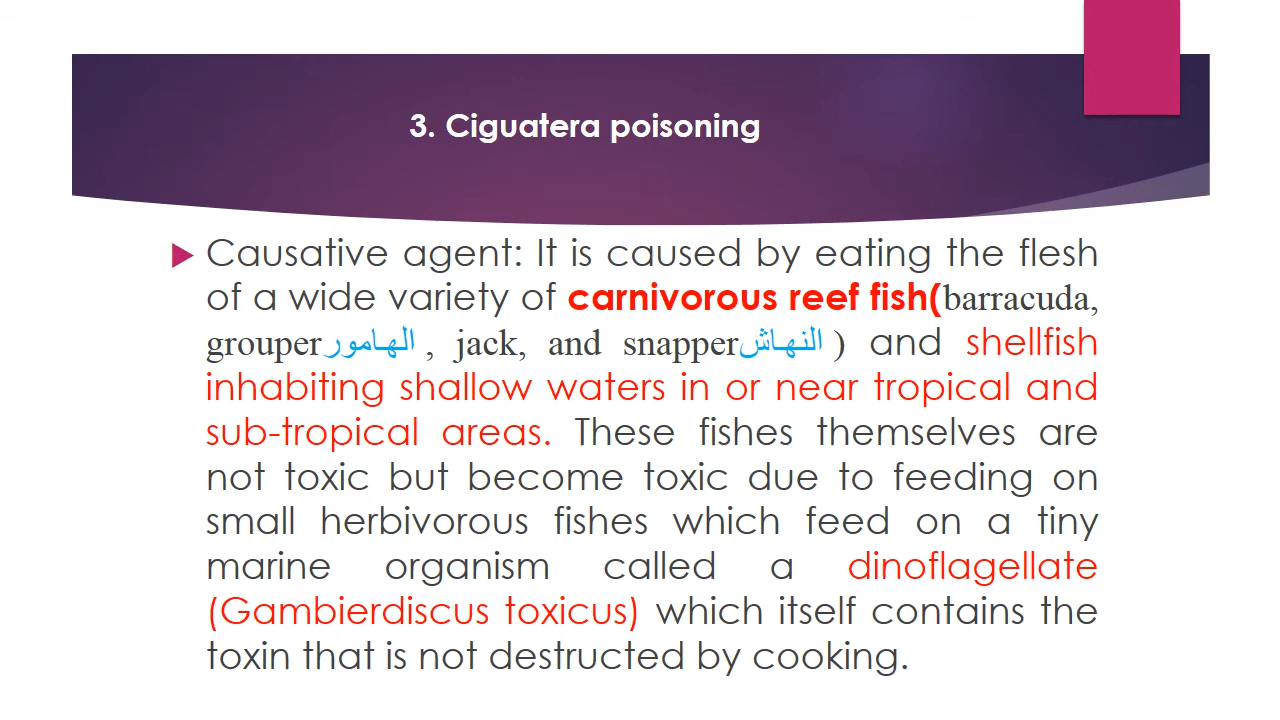 3. Ciguatera poisoning
Causative agent: It is caused by eating the flesh
of a wide variety of carnivorous reef fish(barracuda,
grouperالهامور , jack, and snapperالنهاش ) and shellfish
inhabiting shallow waters in or near tropical and
sub-tropical areas. These fishes themselves are
not toxic but become toxic due to feeding on
small herbivorous fishes which feed on a tiny
marine organism called a dinoflagellate
(Gambierdiscus toxicus) which itself contains the
toxin that is not destructed by cooking.